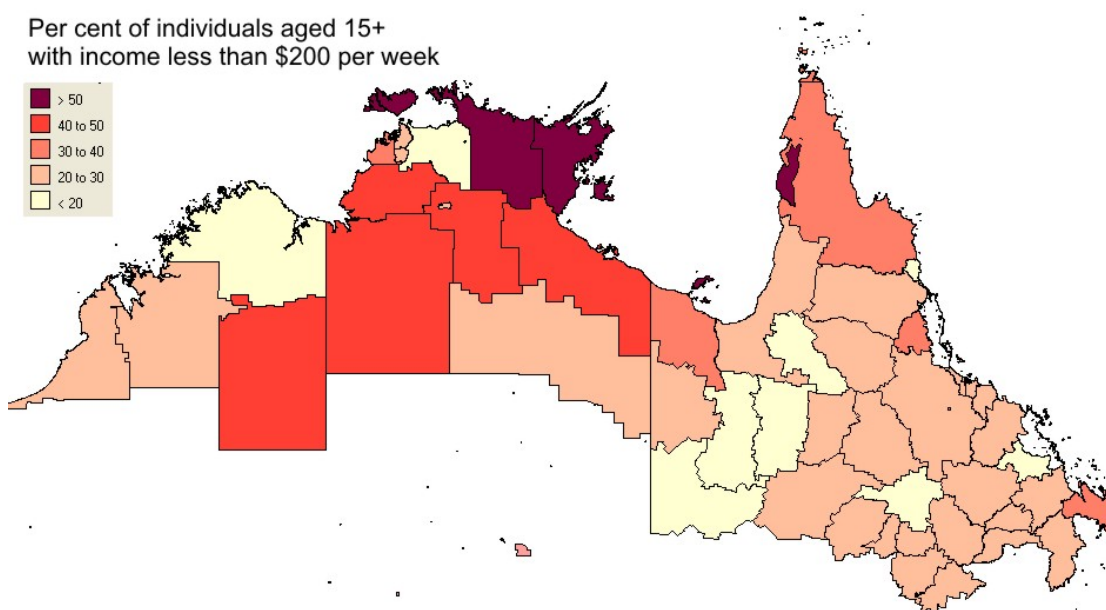 Per cent of individuals aged 15+
with income less than $200 per week
> 50
40 to 50
30 to 40
20 to 30
< 20